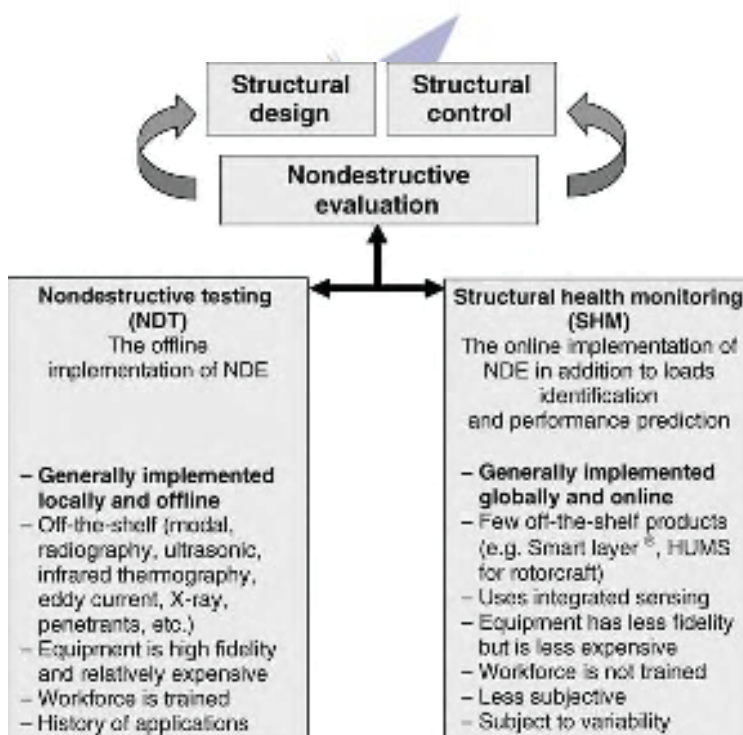 Structural
design
Structural
control
Nondestructive
evaluation
Nondestructive testing
(NDT)
The offline
implementation of NDE
– Generally implemented
locally and offline
– Off-the-shelf (modal,
radiography, ultrasonic,
infrared thermography,
eddy current, X-ray,
penetrants, etc.)
– Equipment is high fidelity
and relatively expensive
– Workforce is trained
– History of applications
Structural health monitoring
(SHM)
The online implementation of
NDE in addition to loads
identification
and performance prediction
– Generally implemented
globally and online
– Few off-the-shelf products
(e.g. Smart layer ®, HUMS
for rotorcraft)
– Uses integrated sensing
– Equipment has less fidelity
but is less expensive
– Workforce is not trained
– Less subjective
– Subject to variability